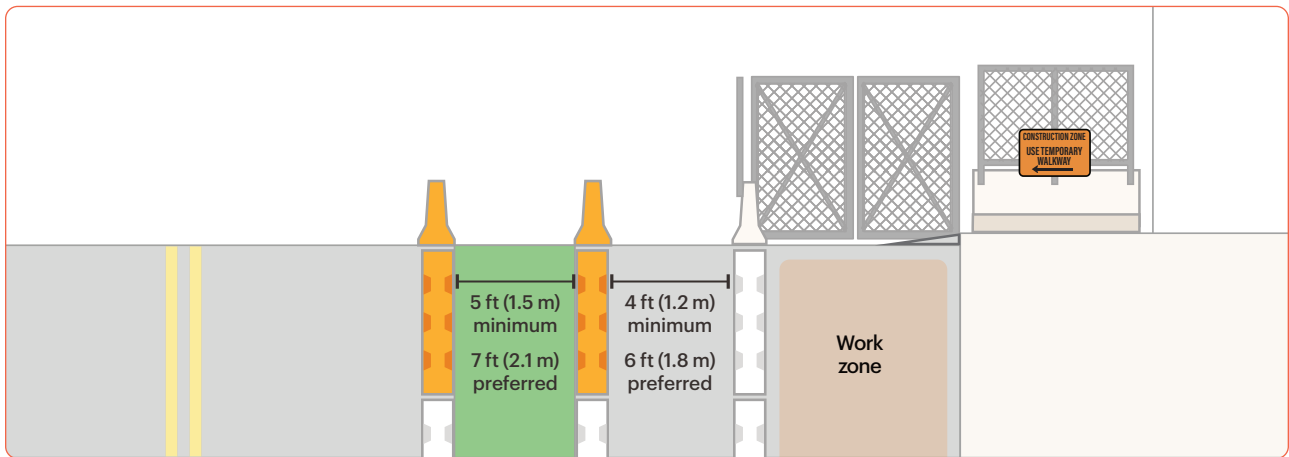 CONSTRUCTION ZONE
USE TEMPORARY
WALKWAY
5 ft (1.5 m)
minimum
7 ft (2.1 m)
preferred
4 ft (1.2 m)
minimum
6 ft (1.8 m)
preferred
Work
zone